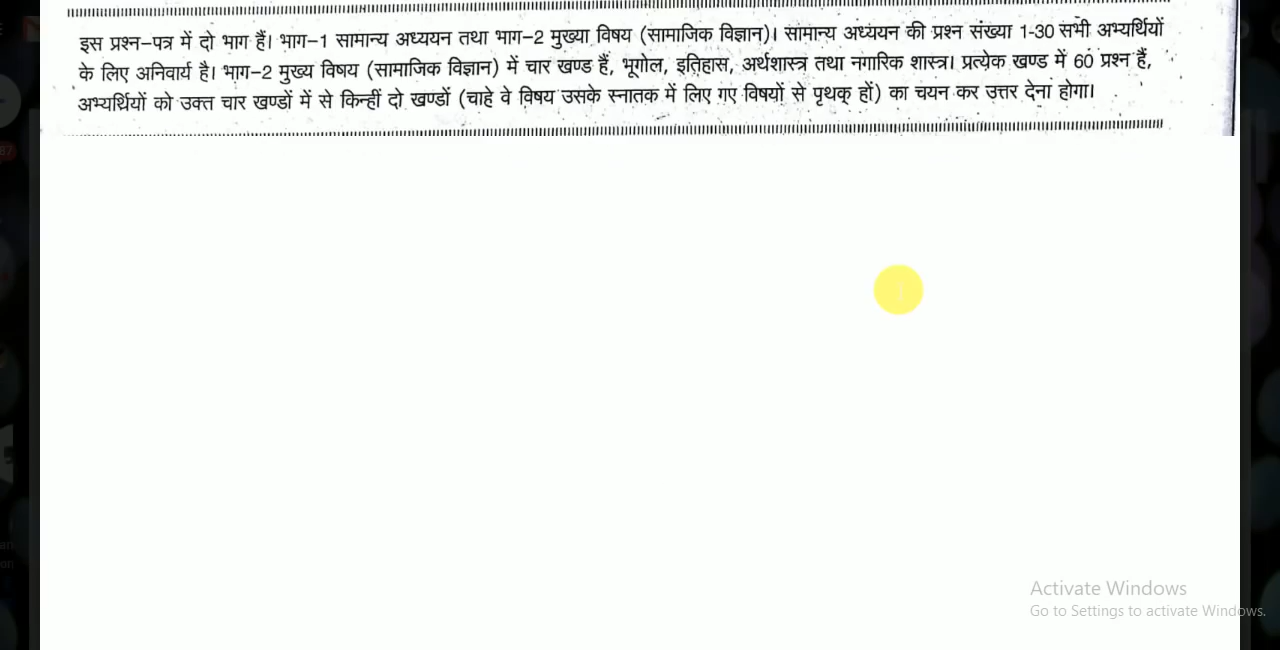 इस प्रश्न-पत्र में दो भाग हैं। भाग-1 सामान्य अध्ययन तथा भाग-2 मुख्या विषय (सामाजिक विज्ञान)। सामान्य अध्ययन की प्रश्न संख्या 1-30 सभी अभ्यर्थियों
के लिए अनिवार्य है। भाग-2 मुख्य विषय (सामाजिक विज्ञान) में चार खण्ड हैं, भूगोल, इतिहास, अर्थशास्त्र तथा नगारिक शास्त्र। प्रत्येक खण्ड में 60 प्रश्न हैं,
अभ्यर्थियों को उक्त चार खण्डों में से किन्हीं दो खण्डों (चाहे वे विषय उसके स्नातक में लिए गए विषयों से पृथक् हों) का चयन कर उत्तर देना होगा।
Activate Windows
Go to Settings to activate Windows.